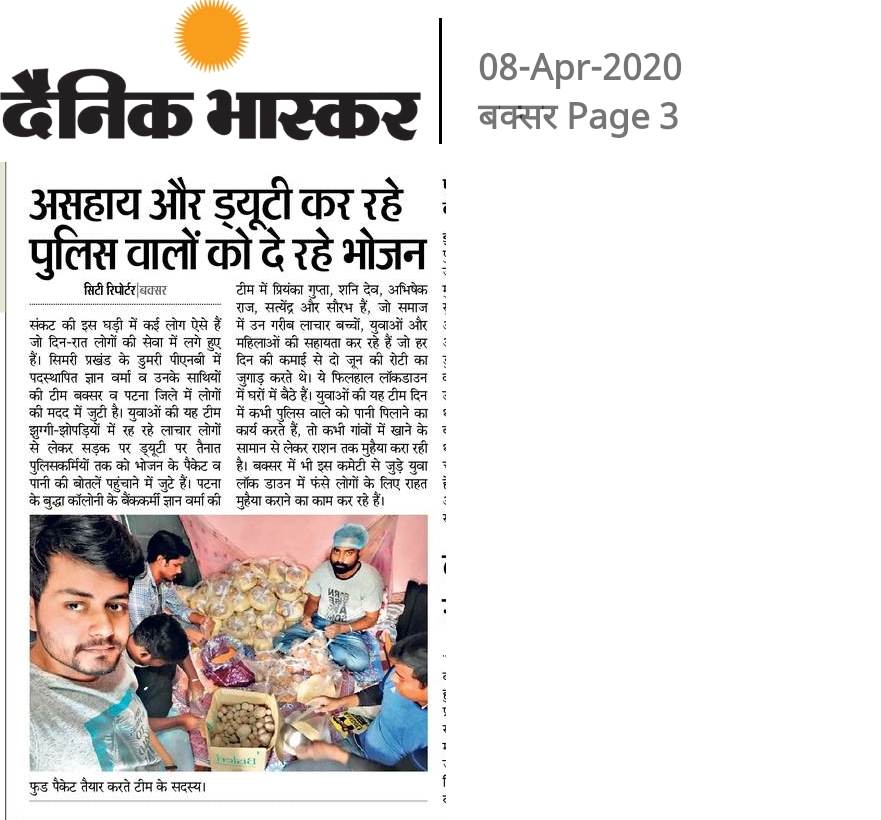 दैनिक भास्कर
08-Apr-2020
बक्सर Page 3
असहाय और ड्यूटी कर रहे
पुलिस वालों को दे रहे भोजन
सिटी रिपोर्टर|बक्सर
संकट की इस घड़ी में कई लोग ऐसे हैं
जो दिन-रात लोगों की सेवा में लगे हुए
हैं। सिमरी प्रखंड के डुमरी पीएनबी में
पदस्थापित ज्ञान वर्मा व उनके साथियों
की टीम बक्सर व पटना जिले में लोगों
की मदद में जुटी है। युवाओं की यह टीम
झुग्गी-झोपड़ियों में रह रहे लाचार लोगों
से लेकर सड़क पर ड्यूटी पर तैनात
पुलिसकर्मियों तक को भोजन के पैकेट व
पानी की बोतलें पहुंचाने में जुटे हैं। पटना
के बुद्धा कॉलोनी के बैंककर्मी ज्ञान वर्मा की
टीम में प्रियंका गुप्ता, शनि देव, अभिषेक
राज, सत्येंद्र और सौरभ हैं, जो समाज
में उन गरीब लाचार बच्चों, युवाओं और
महिलाओं की सहायता कर रहे हैं जो हर
दिन की कमाई से दो जून की रोटी का
जुगाड़ करते थे। ये फिलहाल लॉकडाउन
में घरों में बैठे हैं। युवाओं की यह टीम दिन
में कभी पुलिस वाले को पानी पिलाने का
कार्य करते हैं, तो कभी गांवों में खाने के
सामान से लेकर राशन तक मुहैया करा रही
है। बक्सर में भी इस कमेटी से जुड़े युवा
लॉक डाउन में फंसे लोगों के लिए राहत
मुहैया कराने का काम कर रहे हैं।
फुड पैकेट तैयार करते टीम के सदस्य।